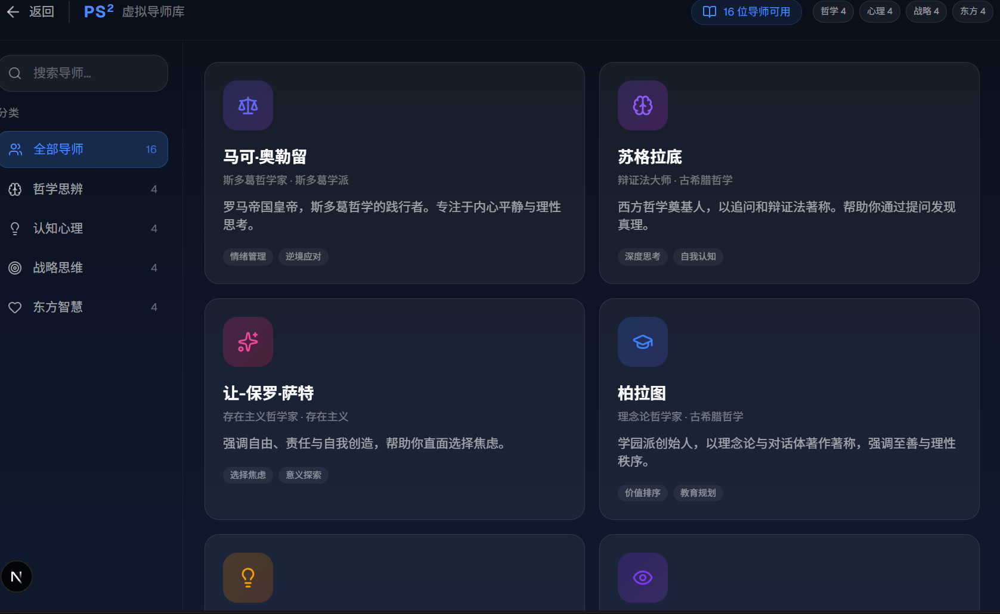 返回
PS² 虚拟导师库
16 位导师可用
哲学 4
心理 4
战略 4
东方 4
搜索导师...
分类
全部导师 16
哲学思辨 4
认知心理 4
战略思维 4
东方智慧 4
马可·奥勒留
斯多葛哲学家 · 斯多葛学派
罗马帝国皇帝，斯多葛哲学的践行者。专注于内心平静与理性
思考。
情绪管理 逆境应对
苏格拉底
辩证法大师 · 古希腊哲学
西方哲学奠基人，以追问和辩证法著称。帮助你通过提问发现
真理。
深度思考 自我认知
让-保罗·萨特
存在主义哲学家 · 存在主义
强调自由、责任与自我创造，帮助你直面选择焦虑。
选择焦虑 意义探索
柏拉图
理念论哲学家 · 古希腊哲学
学园派创始人，以理念论与对话体著作著称，强调至善与理性
秩序。
价值排序 教育规划
N